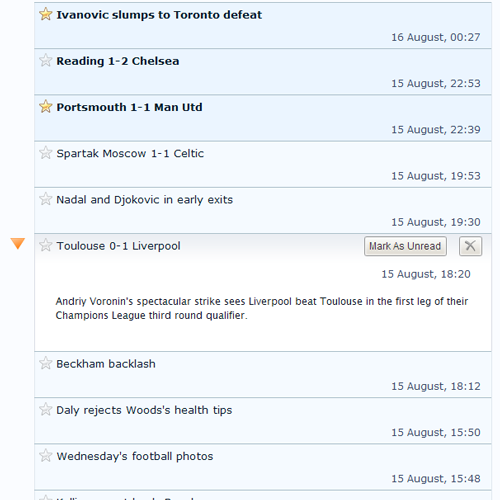 Ivanovic slumps to Toronto defeat
16 August, 00:27
Reading 1-2 Chelsea
15 August, 22:53
Portsmouth 1-1 Man Utd
15 August, 22:39
Spartak Moscow 1-1 Celtic
15 August, 19:53
Nadal and Djokovic in early exits
15 August, 19:30
Toulouse 0-1 Liverpool
Mark As Unread
15 August, 18:20
Andriy Voronin's spectacular strike sees Liverpool beat Toulouse in the first leg of their
Champions League third round qualifier.
Beckham backlash
15 August, 18:12
Daly rejects Woods's health tips
15 August, 15:50
Wednesday's football photos
15 August, 15:48